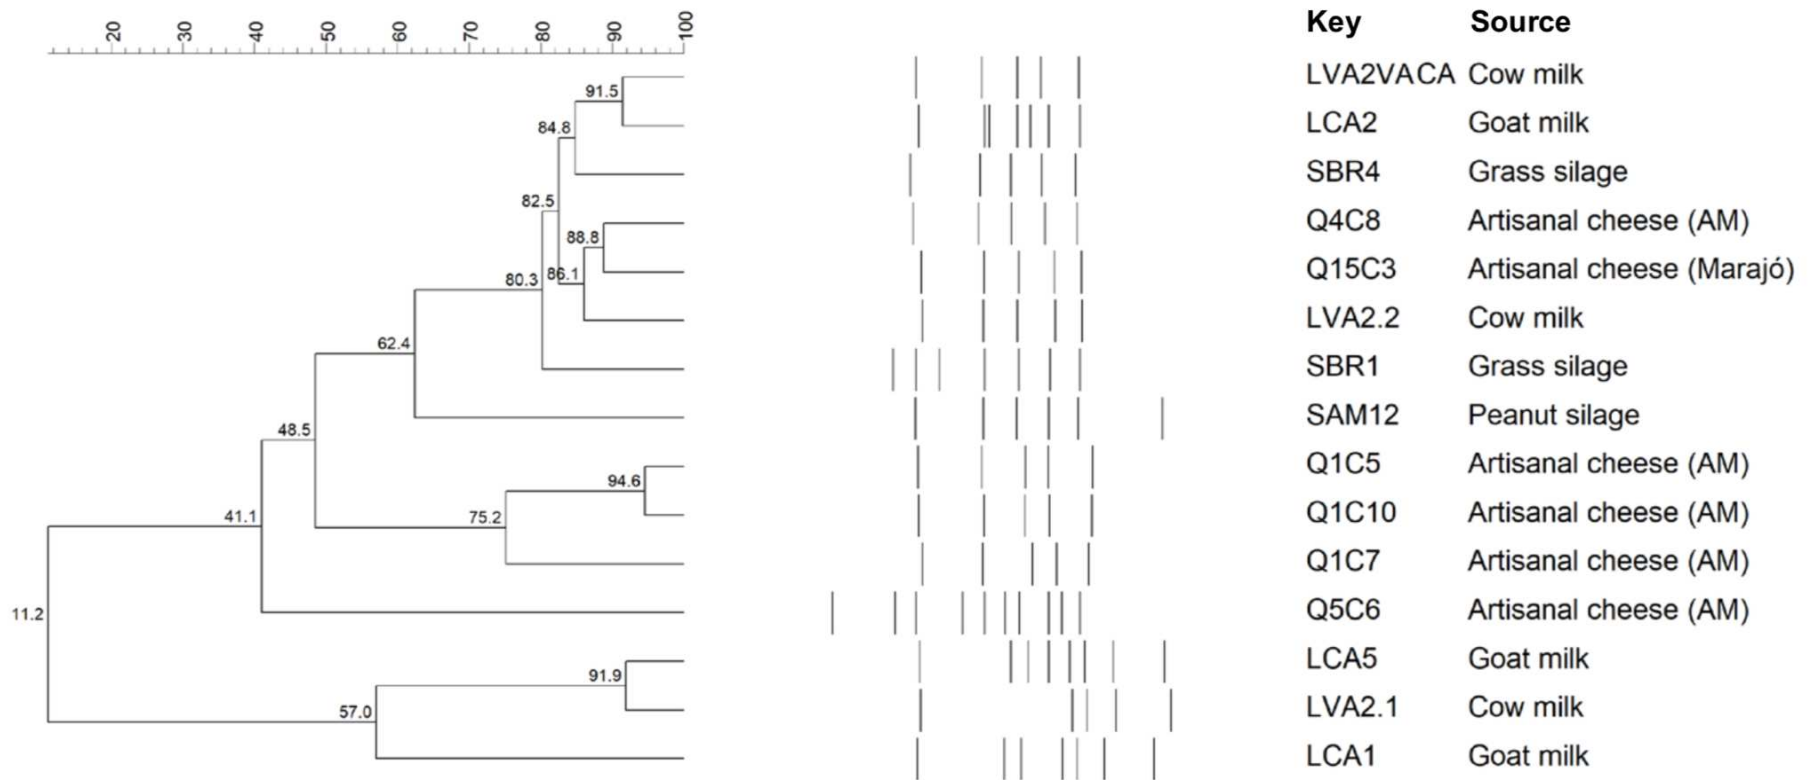 20 30 40 50 60 70 80 90 100
Key Source
LVA2VACA Cow milk
91.5
LCA2 Goat milk
84.8
SBR4 Grass silage
82.5
Q4C8 Artisanal cheese (AM)
88.8
Q15C3 Artisanal cheese (Marajó)
80.3 86.1
LVA2.2 Cow milk
62.4
SBR1 Grass silage
SAM12 Peanut silage
48.5
Q1C5 Artisanal cheese (AM)
94.6
Q1C10 Artisanal cheese (AM)
41.1 75.2
Q1C7 Artisanal cheese (AM)
Q5C6 Artisanal cheese (AM)
11.2
LCA5 Goat milk
91.9
LVA2.1 Cow milk
57.0
LCA1 Goat milk